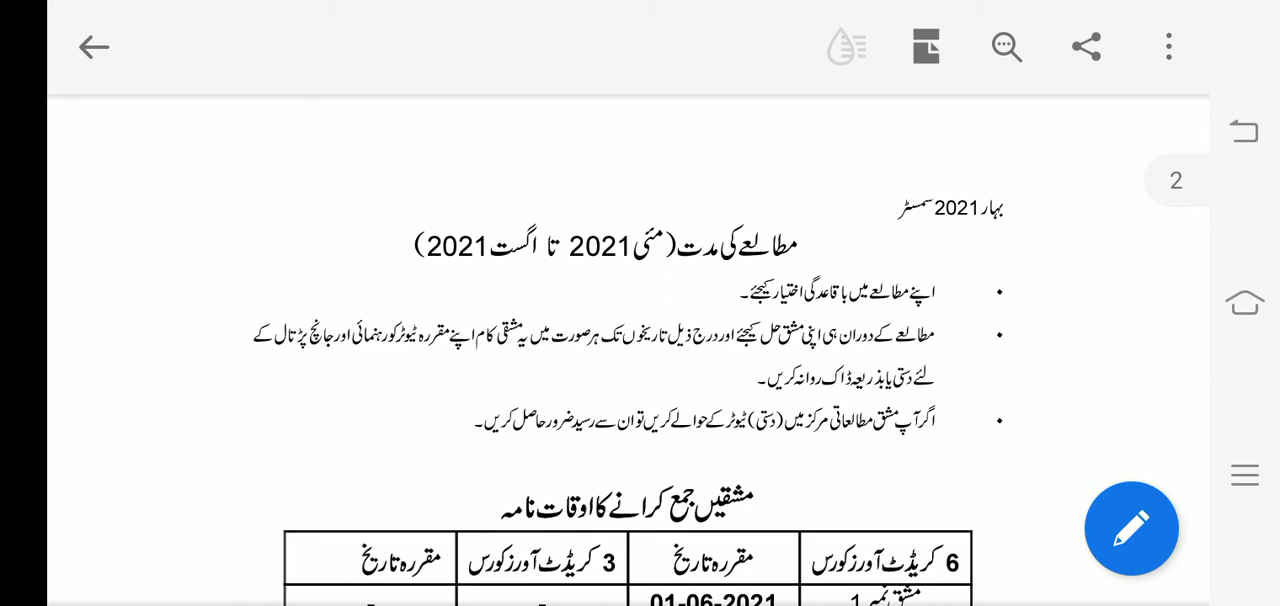 2
بہار 2021 سمسٹر
مطالعے کی مدت (مئی 2021 تا اگست 2021)
• اپنے مطالعے میں باقاعدگی اختیار کیجئے۔
• مطالعے کے دوران ہی اپنی مشق حل کیجئے اور درج ذیل تاریخوں تک ہر صورت میں یہ مشقی کام اپنے مقررہ ٹیوٹر کو رہنمائی اور جانچ پڑتال کے
لئے دستی یا بذریعہ ڈاک روانہ کریں۔
• اگر آپ مشق مطالعاتی مرکز میں (دستی) ٹیوٹر کے حوالے کریں تو ان سے رسید ضرور حاصل کریں۔
مشقیں جمع کرانے کا اوقات نامہ
6 کریڈٹ آورز کورس مقررہ تاریخ 3 کریڈٹ آورز کورس مقررہ تاریخ
مشق نمبر 1 01-06-2021 - -